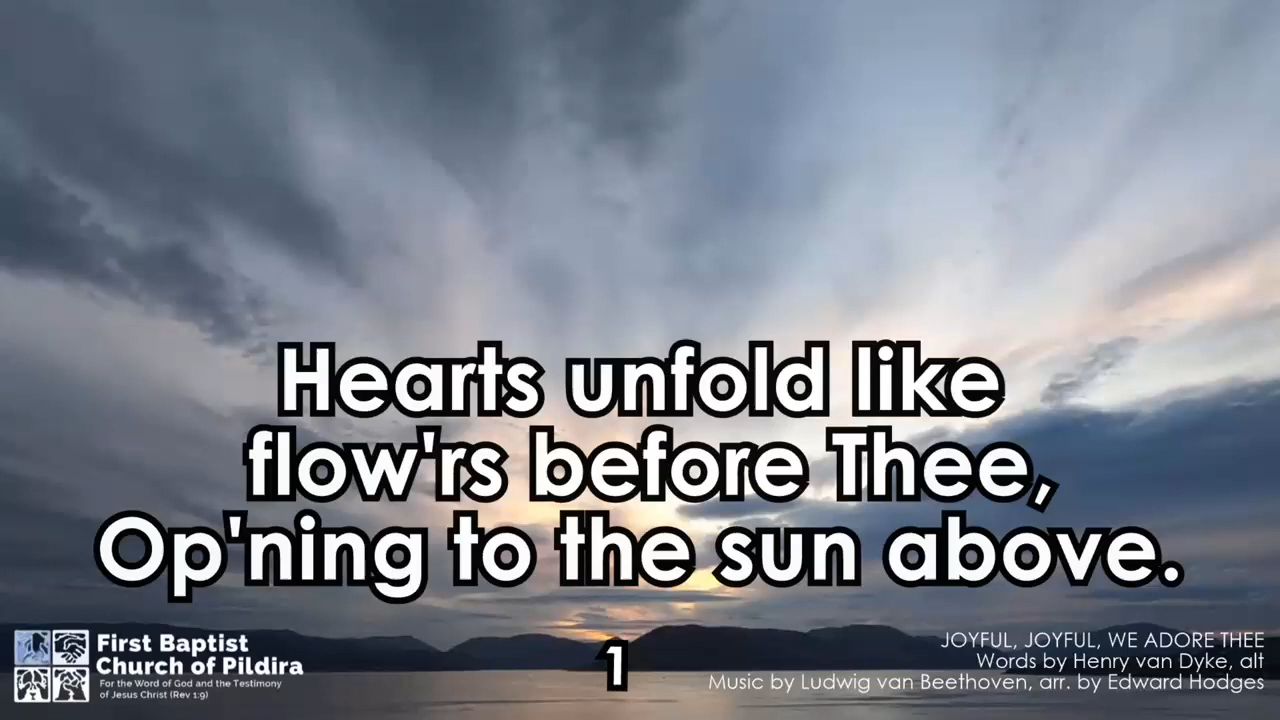 Hearts unfold like
flow'rs before Thee,
Op'ning to the sun above.
1
First Baptist
Church of Pildira
For the Word of God and the Testimony
of Jesus Christ (Rev 1:9)
JOYFUL, JOYFUL, WE ADORE THEE
Words by Henry van Dyke, alt
Music by Ludwig van Beethoven, arr. by Edward Hodges